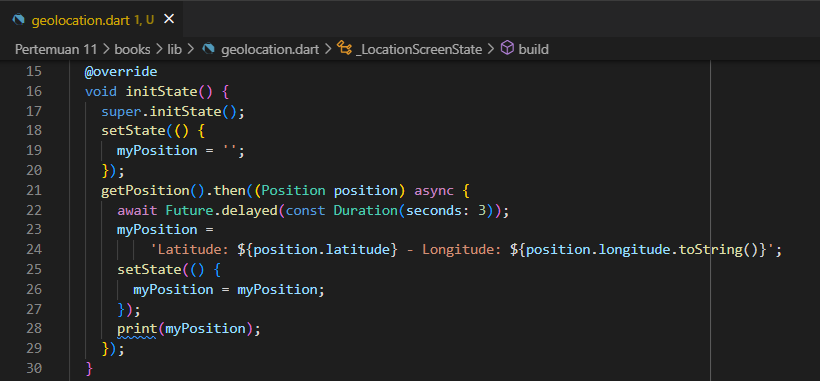 geolocation.dart 1, U
Pertemuan 11 > books > lib > geolocation.dart > _LocationScreenState > build
15 @override
16 void initState() {
17 super.initState();
18 setState(() {
19 myPosition = '';
20 });
21 getPosition().then((Position position) async {
22 await Future.delayed(const Duration(seconds: 3));
23 myPosition =
24 'Latitude: ${position.latitude} - Longitude: ${position.longitude.toString()}';
25 setState(() {
26 myPosition = myPosition;
27 });
28 print(myPosition);
29 });
30 }